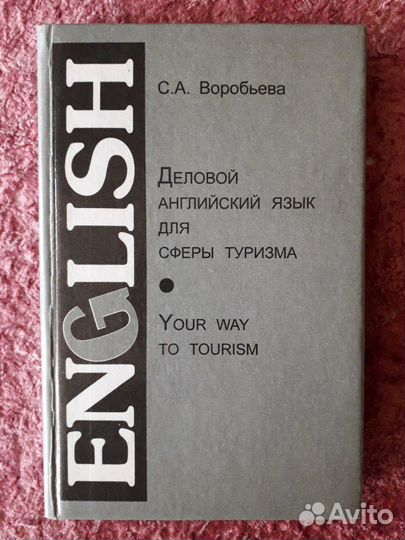 ENGLISH
С.А. Воробьева
Деловой
английский язык
для
сферы туризма
Your way
to tourism
Avito